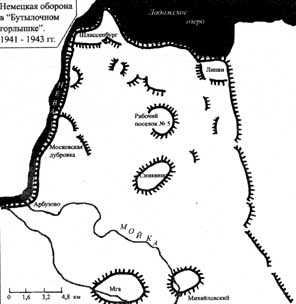 Немецкая оборона
в "Бутылочном
горлышке".
1941 - 1943 гг.
Ладожское
озеро
Шлиссельбург
Липки
Рабочий
поселок № 5
Московская
дубровка
Синявино
Арбузово
МОЙКА
Мга
Михайловский
0 1,6 3,2 4,8 км